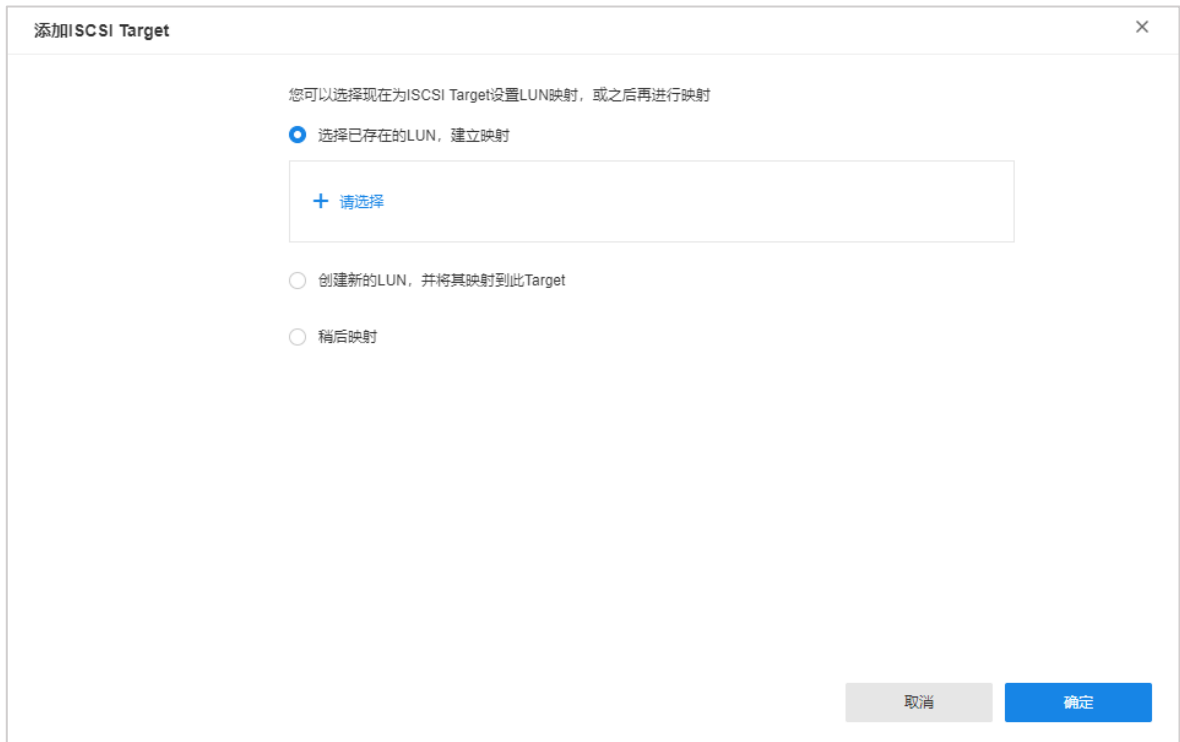 添加ISCSI Target
您可以选择现在为ISCSI Target设置LUN映射，或之后再进行映射
选择已存在的LUN，建立映射
+ 请选择
创建新的LUN，并将其映射到此Target
稍后映射
取消
确定